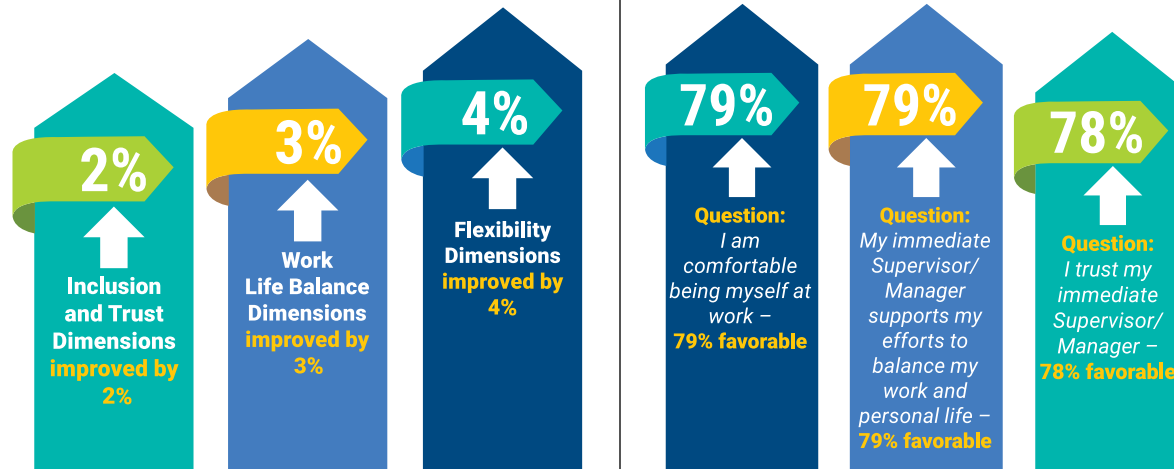 2%
Inclusion
and Trust
Dimensions
improved by
2%
3%
Work
Life Balance
Dimensions
improved by
3%
4%
Flexibility
Dimensions
improved by
4%
79%
Question:
I am
comfortable
being myself at
work –
79% favorable
79%
Question:
My immediate
Supervisor/
Manager
supports my
efforts to
balance my
work and
personal life –
79% favorable
78%
Question:
I trust my
immediate
Supervisor/
Manager –
78% favorable